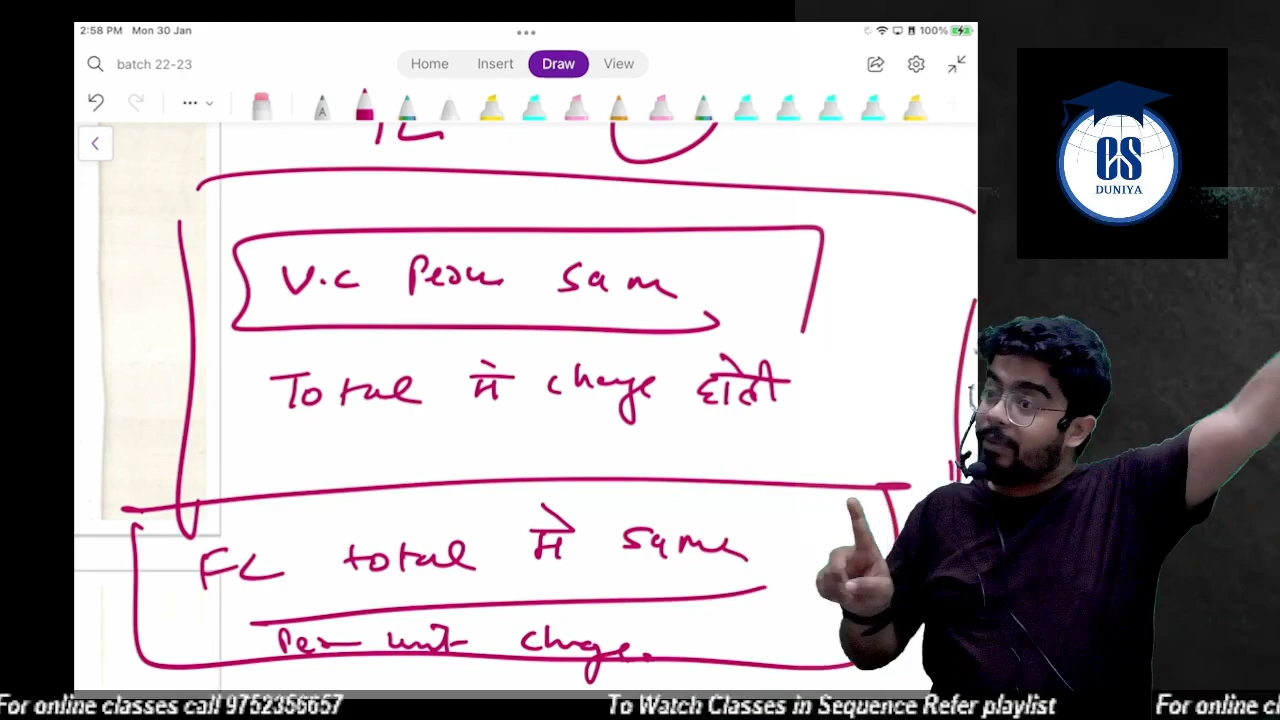 2:58 PM Mon 30 Jan
100%
batch 22-23
Home Insert Draw View
V.C Per u Sam
Total में change होती
FC total में same
Per unit change.
CS
DUNIYA
For online classes call 9752356657 To Watch Classes in Sequence Refer playlist For online cl